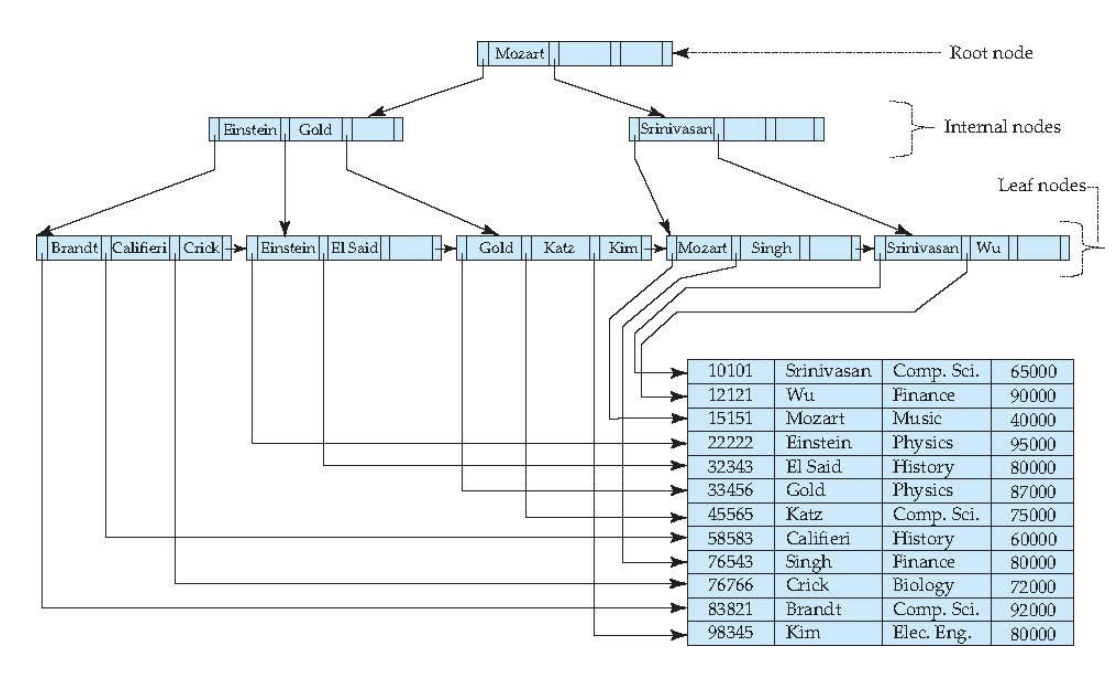 Mozart
Root node
Einstein Gold
Srinivasan
Internal nodes
Leaf nodes
Brandt Califieri Crick
Einstein El Said
Gold Katz Kim
Mozart Singh
Srinivasan Wu
10101 Srinivasan Comp. Sci. 65000
12121 Wu Finance 90000
15151 Mozart Music 40000
22222 Einstein Physics 95000
32343 El Said History 80000
33456 Gold Physics 87000
45565 Katz Comp. Sci. 75000
58583 Califieri History 60000
76543 Singh Finance 80000
76766 Crick Biology 72000
83821 Brandt Comp. Sci. 92000
98345 Kim Elec. Eng. 80000